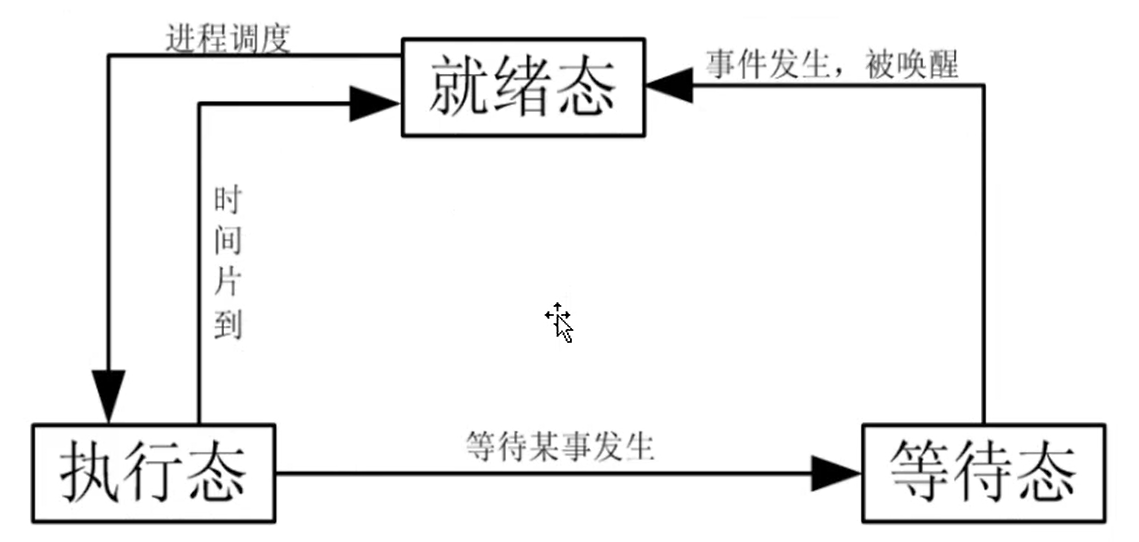 进程调度
就绪态
事件发生，被唤醒
时间片到
执行态
等待某事发生
等待态